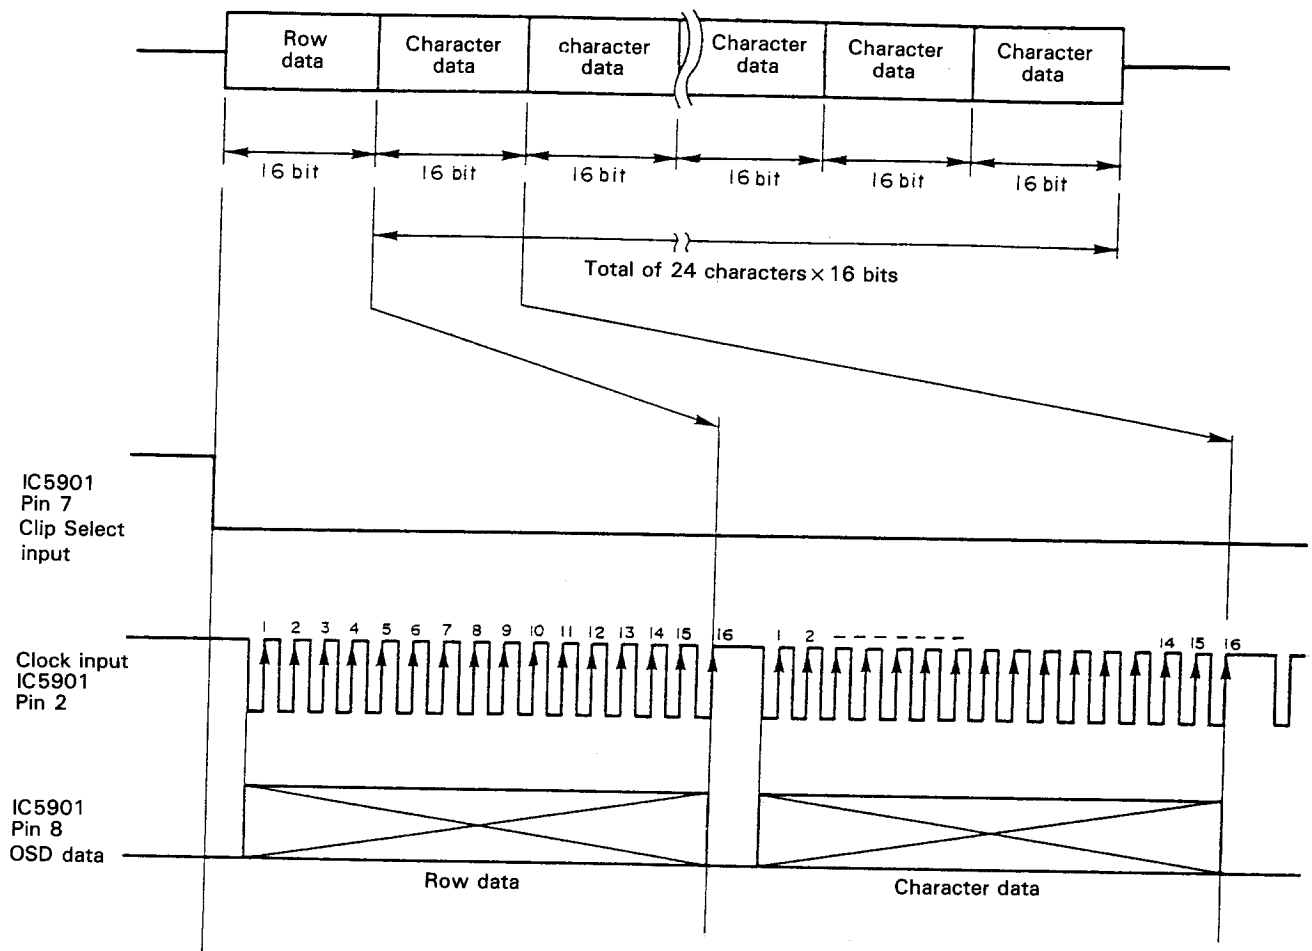 Row data
Character data
character data
Character data
Character data
Character data
16 bit
16 bit
16 bit
16 bit
16 bit
16 bit
Total of 24 characters × 16 bits
IC5901
Pin 7
Clip Select
input
1 2 3 4 5 6 7 8 9 10 11 12 13 14 15 16 1 2 14 15 16
Clock input
IC5901
Pin 2
IC5901
Pin 8
OSD data
Row data
Character data